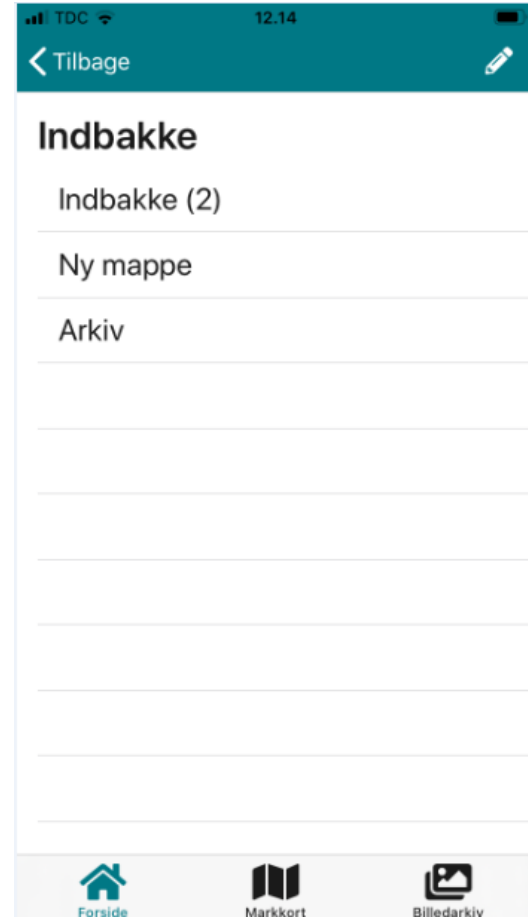 TDC 12.14
Tilbage
Indbakke
Indbakke (2)
Ny mappe
Arkiv
Forside Markkort Billedarkiv